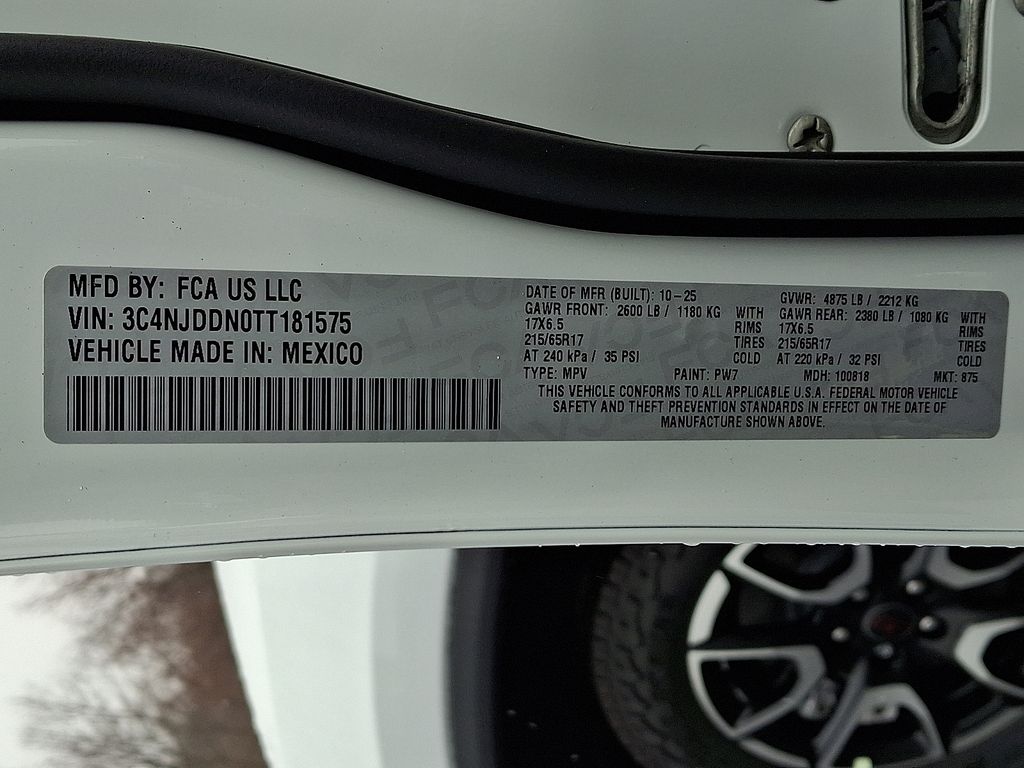 MFD BY: FCA US LLC
VIN: 3C4NJDDN0TT181575
VEHICLE MADE IN: MEXICO
DATE OF MFR (BUILT): 10-25 GVWR: 4875 LB / 2212 KG
GAWR FRONT: 2600 LB / 1180 KG WITH GAWR REAR: 2380 LB / 1080 KG WITH
17X6.5 RIMS 17X6.5 RIMS
215/65R17 TIRES 215/65R17 TIRES
AT 240 kPa / 35 PSI COLD AT 220 kPa / 32 PSI COLD
TYPE: MPV PAINT: PW7 MDH: 100818 MKT: 875
THIS VEHICLE CONFORMS TO ALL APPLICABLE U.S.A. FEDERAL MOTOR VEHICLE
SAFETY AND THEFT PREVENTION STANDARDS IN EFFECT ON THE DATE OF
MANUFACTURE SHOWN ABOVE.